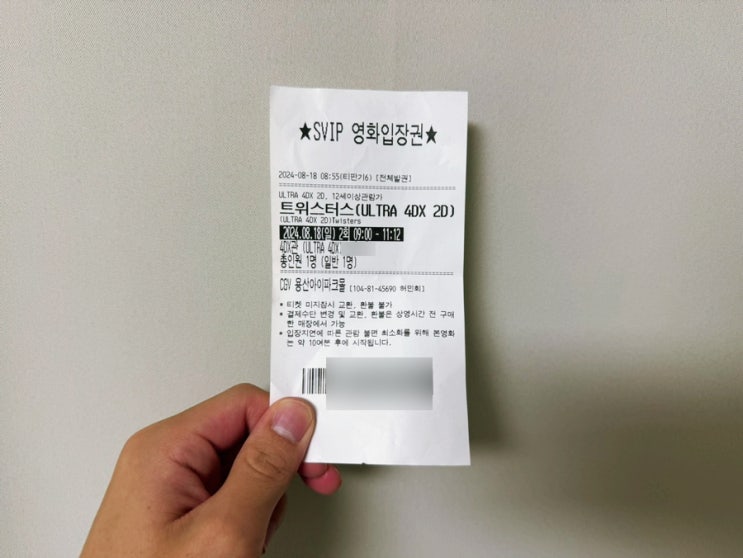 ★SVIP 영화입장권★
2024-08-18 08:55(티판기6) [전체발권]
ULTRA 4DX 2D, 12세이상관람가
트위스터스(ULTRA 4DX 2D)
(ULTRA 4DX 2D)Twisters
2024.08.18(일) 2회 09:00 - 11:12
4DX관 (ULTRA 4DX)
총인원 1명 (일반 1명)
CGV 용산아이파크몰 [104-81-45690 허민회]
* 티켓 미지참시 교환, 환불 불가
* 결제수단 변경 및 교환, 환불은 상영시간 전 구매
한 매장에서 가능
* 입장지연에 따른 관람 불편 최소화를 위해 본영화
는 약 10여분 후에 시작됩니다.